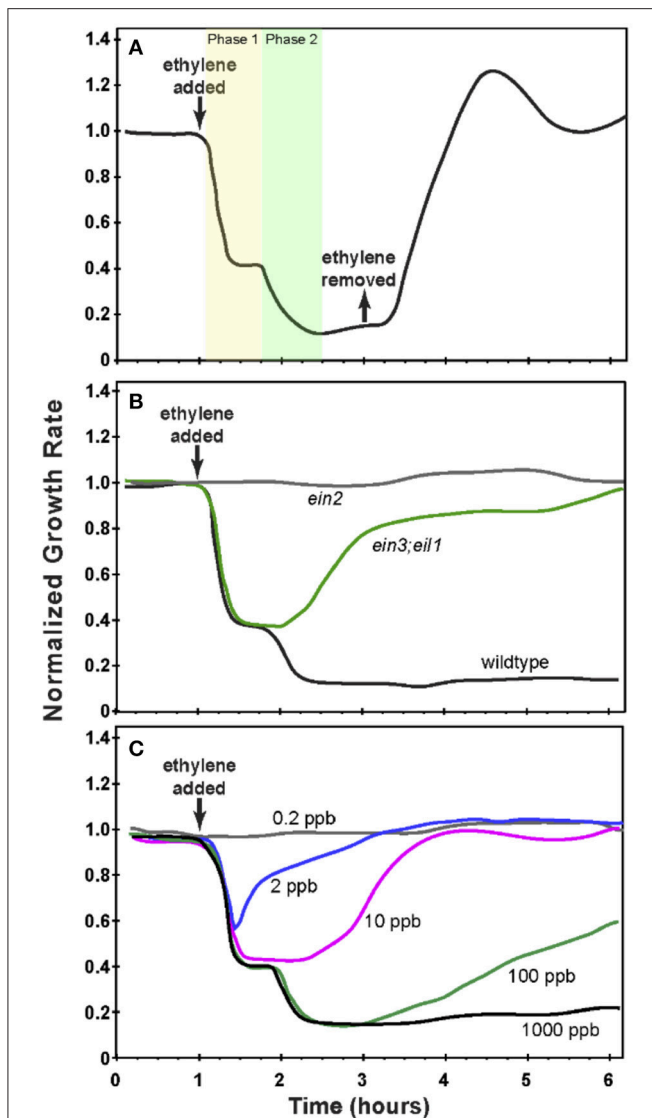 Normalized Growth Rate
A
Phase 1 Phase 2
ethylene
added
ethylene
removed
1.4
1.2
1.0
0.8
0.6
0.4
0.2
0
B
ethylene
added
ein2
ein3;eil1
wildtype
1.4
1.2
1.0
0.8
0.6
0.4
0.2
0
C
ethylene
added
0.2 ppb
2 ppb
10 ppb
100 ppb
1000 ppb
1.4
1.2
1.0
0.8
0.6
0.4
0.2
0
0 1 2 3 4 5 6
Time (hours)